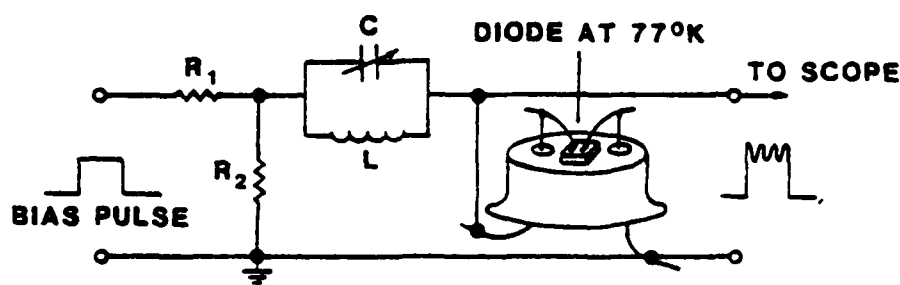 C
DIODE AT 77°K
R1
TO SCOPE
L
R2
BIAS PULSE